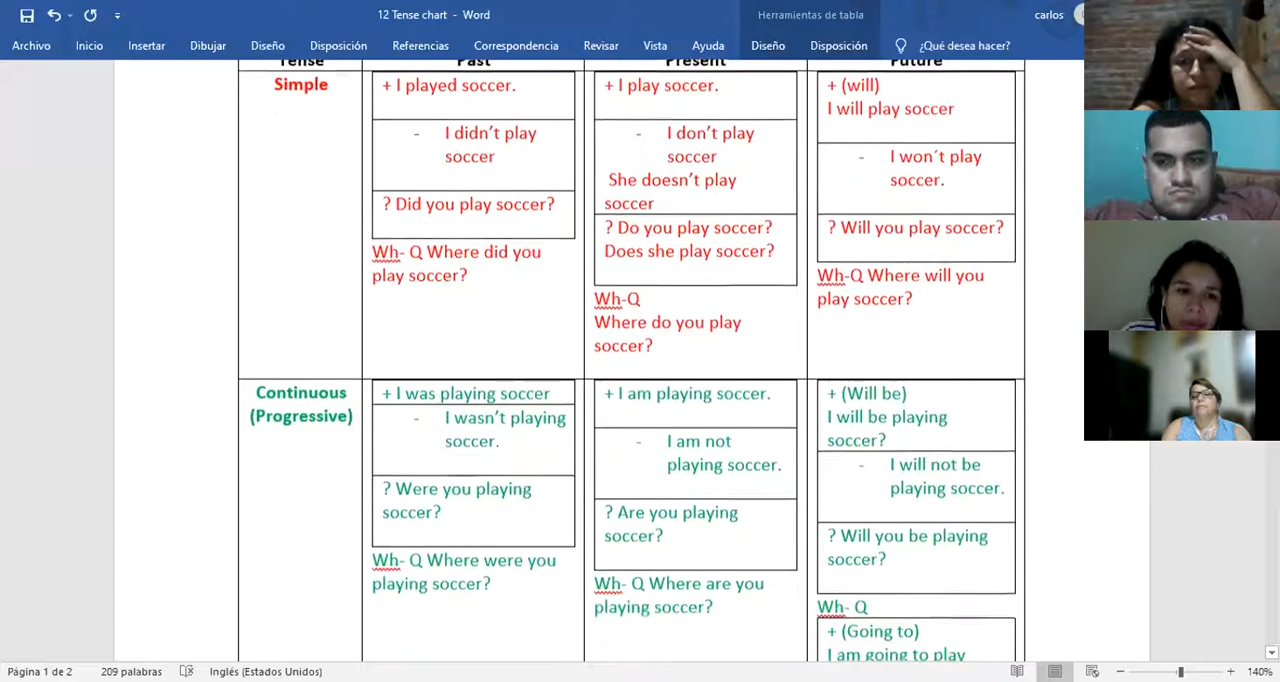 12 Tense chart - Word
Herramientas de tabla
carlos
Archivo Inicio Insertar Dibujar Diseño Disposición Referencias Correspondencia Revisar Vista Ayuda Diseño Disposición ¿Qué desea hacer?
Tense Past Present Future
Simple
+ I played soccer.
- I didn't play
soccer
? Did you play soccer?
Wh- Q Where did you
play soccer?
+ I play soccer.
- I don't play
soccer
She doesn't play
soccer
? Do you play soccer?
Does she play soccer?
Wh-Q
Where do you play
soccer?
+ (will)
I will play soccer
- I won´t play
soccer.
? Will you play soccer?
Wh-Q Where will you
play soccer?
Continuous
(Progressive)
+ I was playing soccer
- I wasn't playing
soccer.
? Were you playing
soccer?
Wh- Q Where were you
playing soccer?
+ I am playing soccer.
- I am not
playing soccer.
? Are you playing
soccer?
Wh- Q Where are you
playing soccer?
+ (Will be)
I will be playing
soccer?
- I will not be
playing soccer.
? Will you be playing
soccer?
Wh- Q
+ (Going to)
I am going to play
Página 1 de 2 209 palabras Inglés (Estados Unidos) 140%